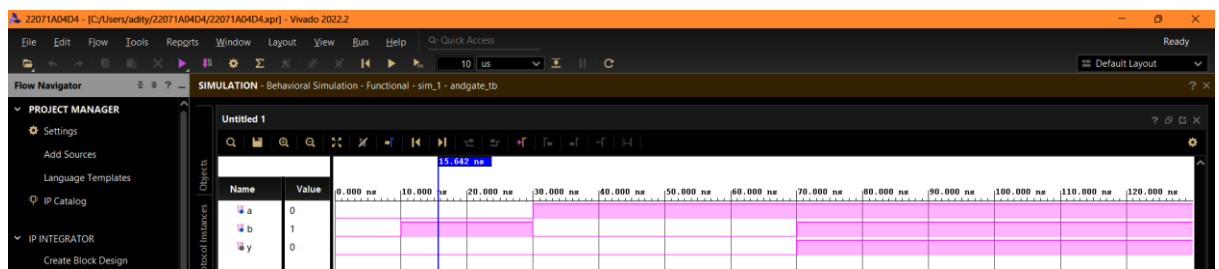 22071A04D4 - [C:/Users/adity/22071A04D4/22071A04D4.xpr] - Vivado 2022.2
File Edit Flow Tools Reports Window Layout View Run Help Q- Quick Access Ready
10 us Default Layout
Flow Navigator ? SIMULATION - Behavioral Simulation - Functional - sim_1 - andgate_tb ?
PROJECT MANAGER
Untitled 1 ?
Settings
Add Sources
15.642 ns
Objects
Language Templates
Name Value 0.000 ns 10.000 ns 20.000 ns 30.000 ns 40.000 ns 50.000 ns 60.000 ns 70.000 ns 80.000 ns 90.000 ns 100.000 ns 110.000 ns 120.000 ns
IP Catalog
a 0
b 1
IP INTEGRATOR
y 0
Instances
Create Block Design